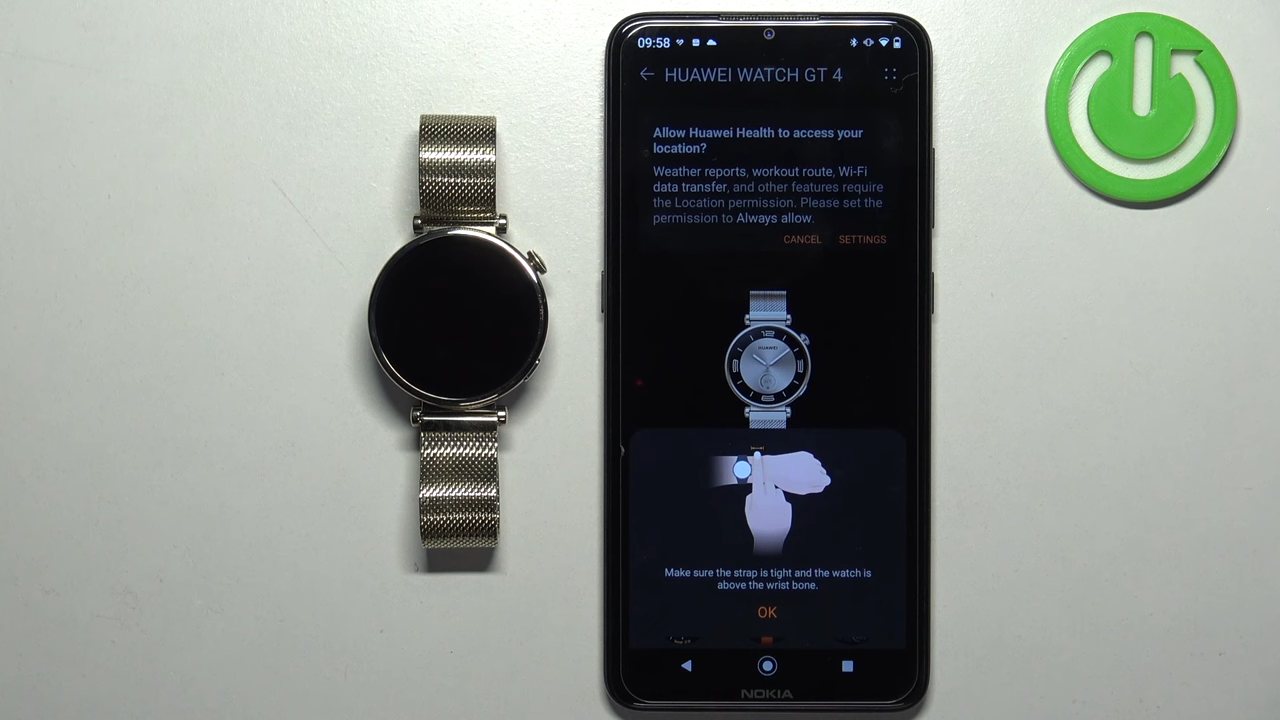 09:58
HUAWEI WATCH GT 4
Allow Huawei Health to access your
location?
Weather reports, workout route, Wi-Fi
data transfer, and other features require
the Location permission. Please set the
permission to Always allow.
CANCEL SETTINGS
12
HUAWEI
Make sure the strap is tight and the watch is
above the wrist bone.
OK
NOKIA